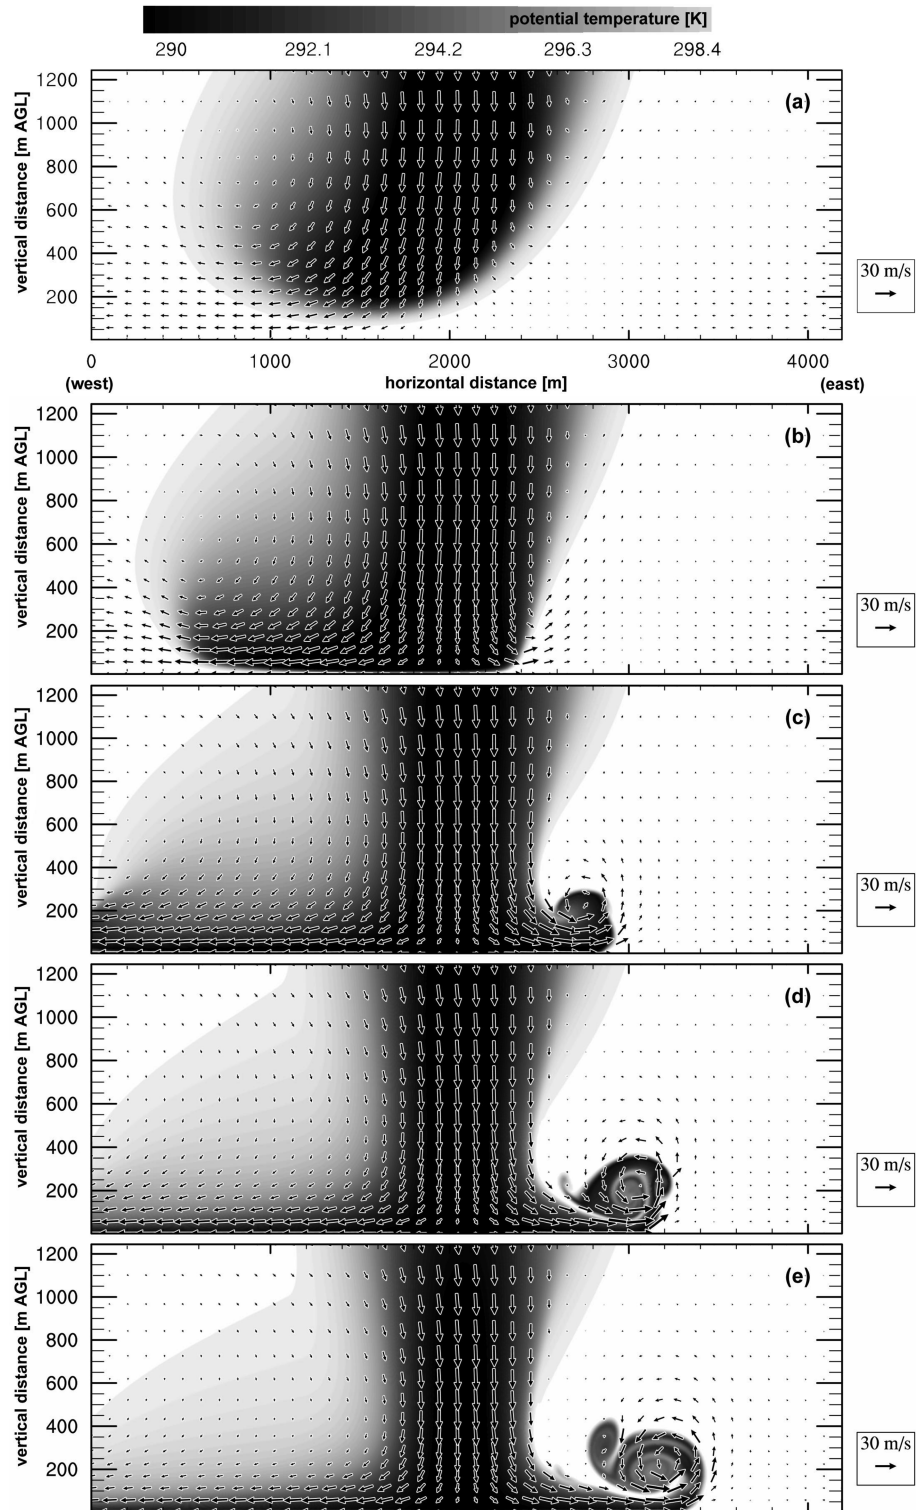 potential temperature [K]
290 292.1 294.2 296.3 298.4
(a)
vertical distance [m AGL]
1200
1000
800
600
400
200
30 m/s
0 1000 2000 3000 4000
(west) horizontal distance [m] (east)
(b)
vertical distance [m AGL]
1200
1000
800
600
400
200
30 m/s
(c)
vertical distance [m AGL]
1200
1000
800
600
400
200
30 m/s
(d)
vertical distance [m AGL]
1200
1000
800
600
400
200
30 m/s
(e)
vertical distance [m AGL]
1200
1000
800
600
400
200
30 m/s